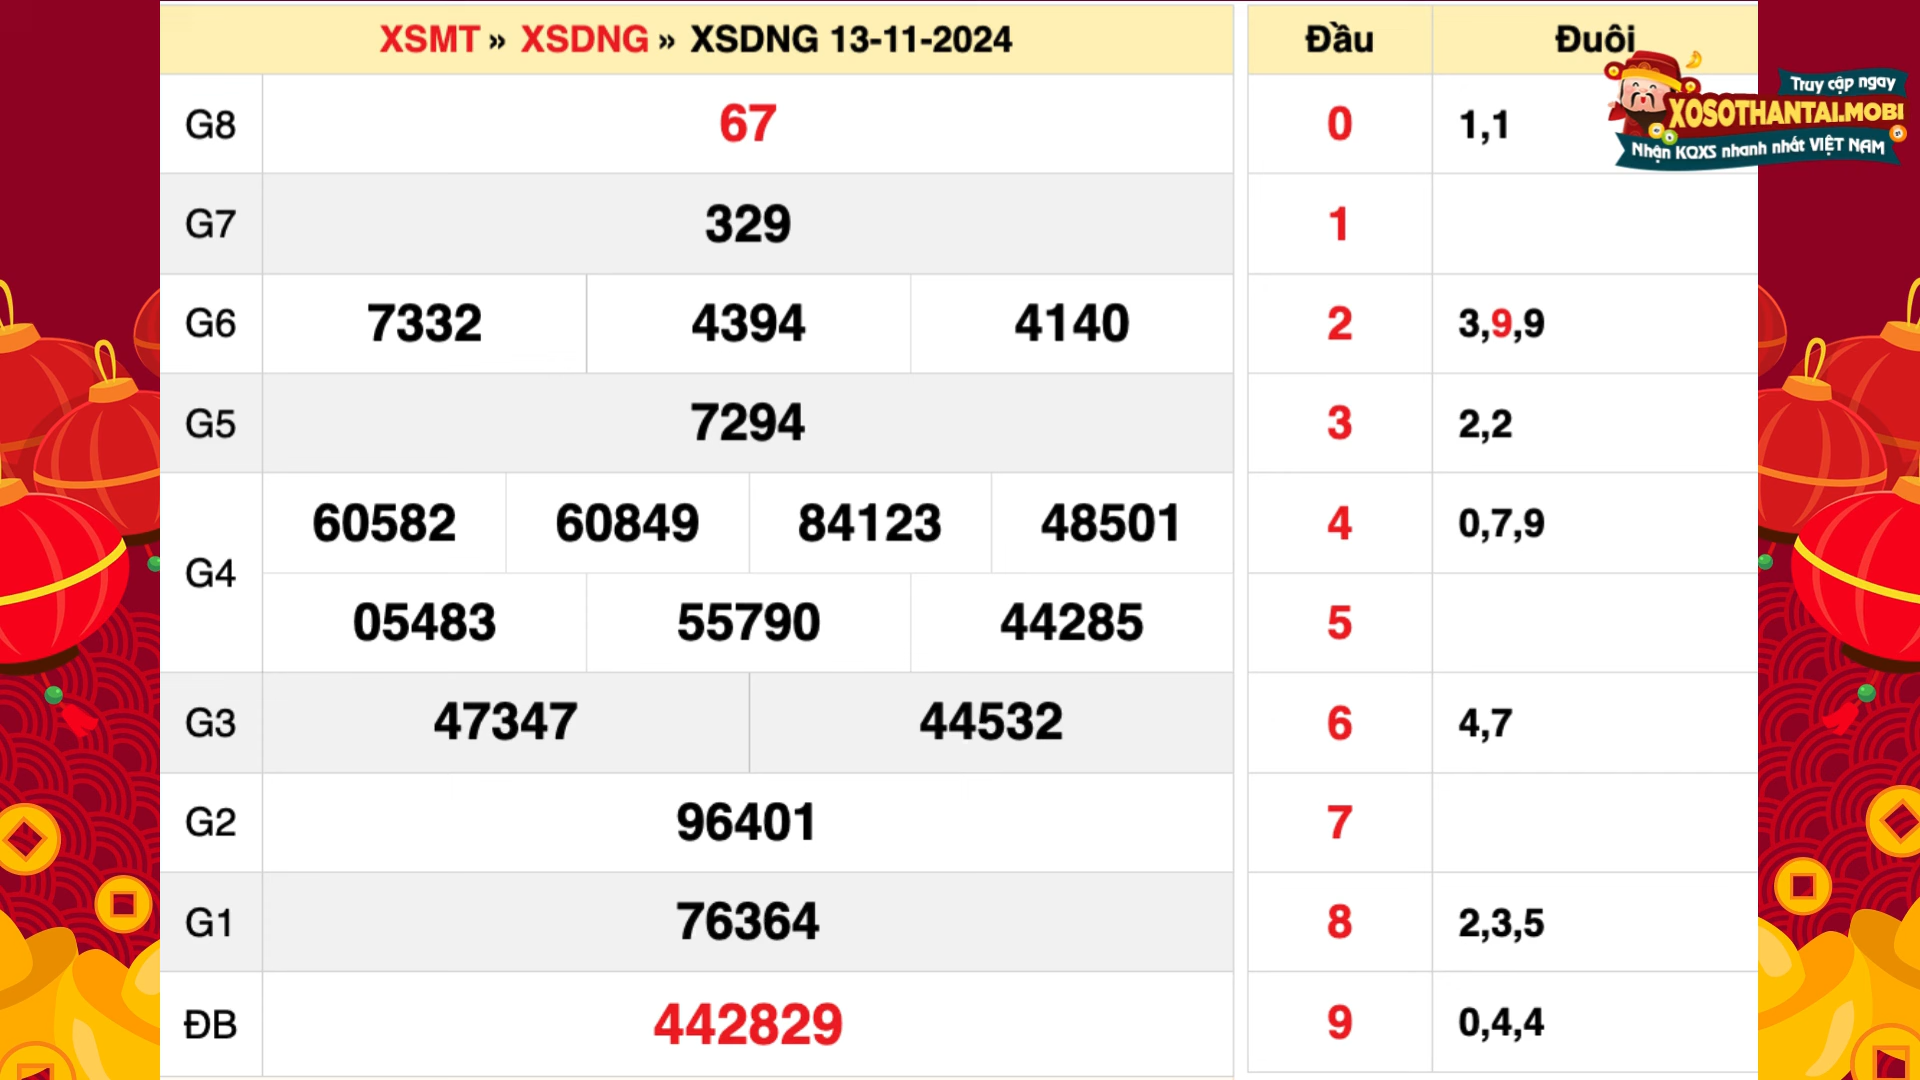 XSMT » XSDNG » XSDNG 13-11-2024
G8 67
G7 329
G6 7332 4394 4140
G5 7294
G4 60582 60849 84123 48501
05483 55790 44285
G3 47347 44532
G2 96401
G1 76364
ĐB 442829
Đầu Đuôi
0 1,1
1
2 3,9,9
3 2,2
4 0,7,9
5
6 4,7
7
8 2,3,5
9 0,4,4
Truy cập ngay
XOSOTHANTAI.MOBI
Nhận KQXS nhanh nhất VIỆT NAM